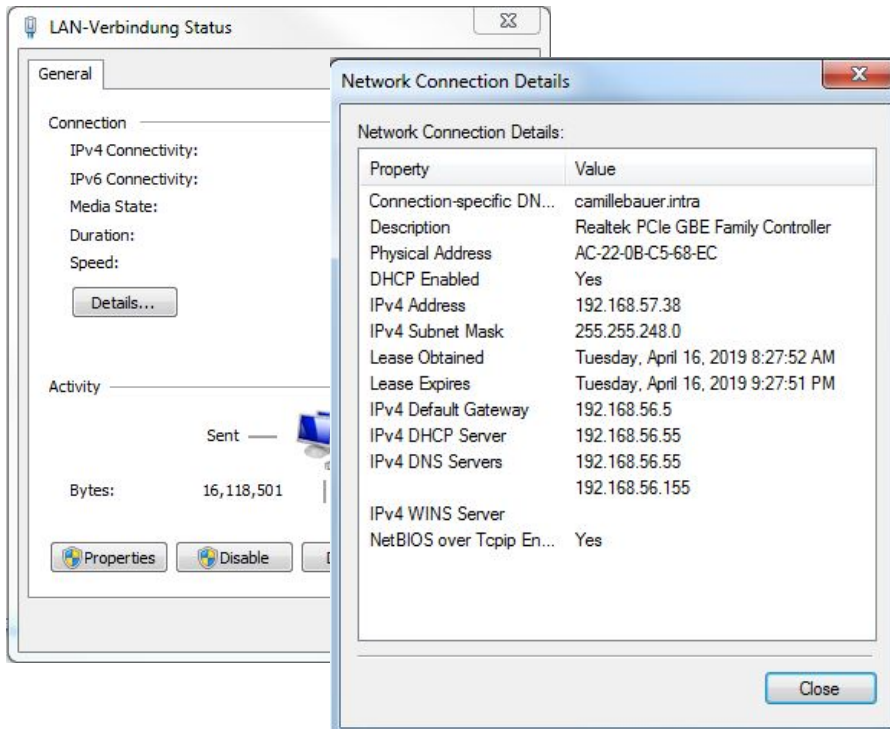 LAN-Verbindung Status
General
Connection
IPv4 Connectivity:
IPv6 Connectivity:
Media State:
Duration:
Speed:
Details...
Activity
Sent
Bytes: 16,118,501
Properties Disable
Network Connection Details
Network Connection Details:
Property Value
Connection-specific DN... camillebauer.intra
Description Realtek PCIe GBE Family Controller
Physical Address AC-22-0B-C5-68-EC
DHCP Enabled Yes
IPv4 Address 192.168.57.38
IPv4 Subnet Mask 255.255.248.0
Lease Obtained Tuesday, April 16, 2019 8:27:52 AM
Lease Expires Tuesday, April 16, 2019 9:27:51 PM
IPv4 Default Gateway 192.168.56.5
IPv4 DHCP Server 192.168.56.55
IPv4 DNS Servers 192.168.56.55
192.168.56.155
IPv4 WINS Server
NetBIOS over Tcpip En... Yes
Close